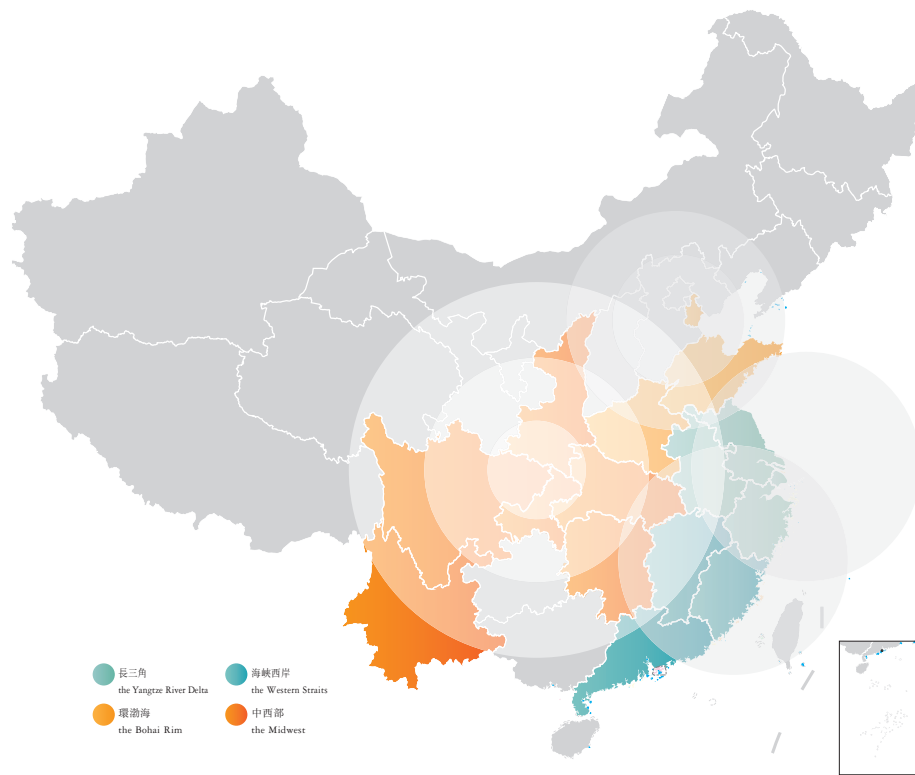 長三角
the Yangtze River Delta
海峽西岸
the Western Straits
環渤海
the Bohai Rim
中西部
the Midwest